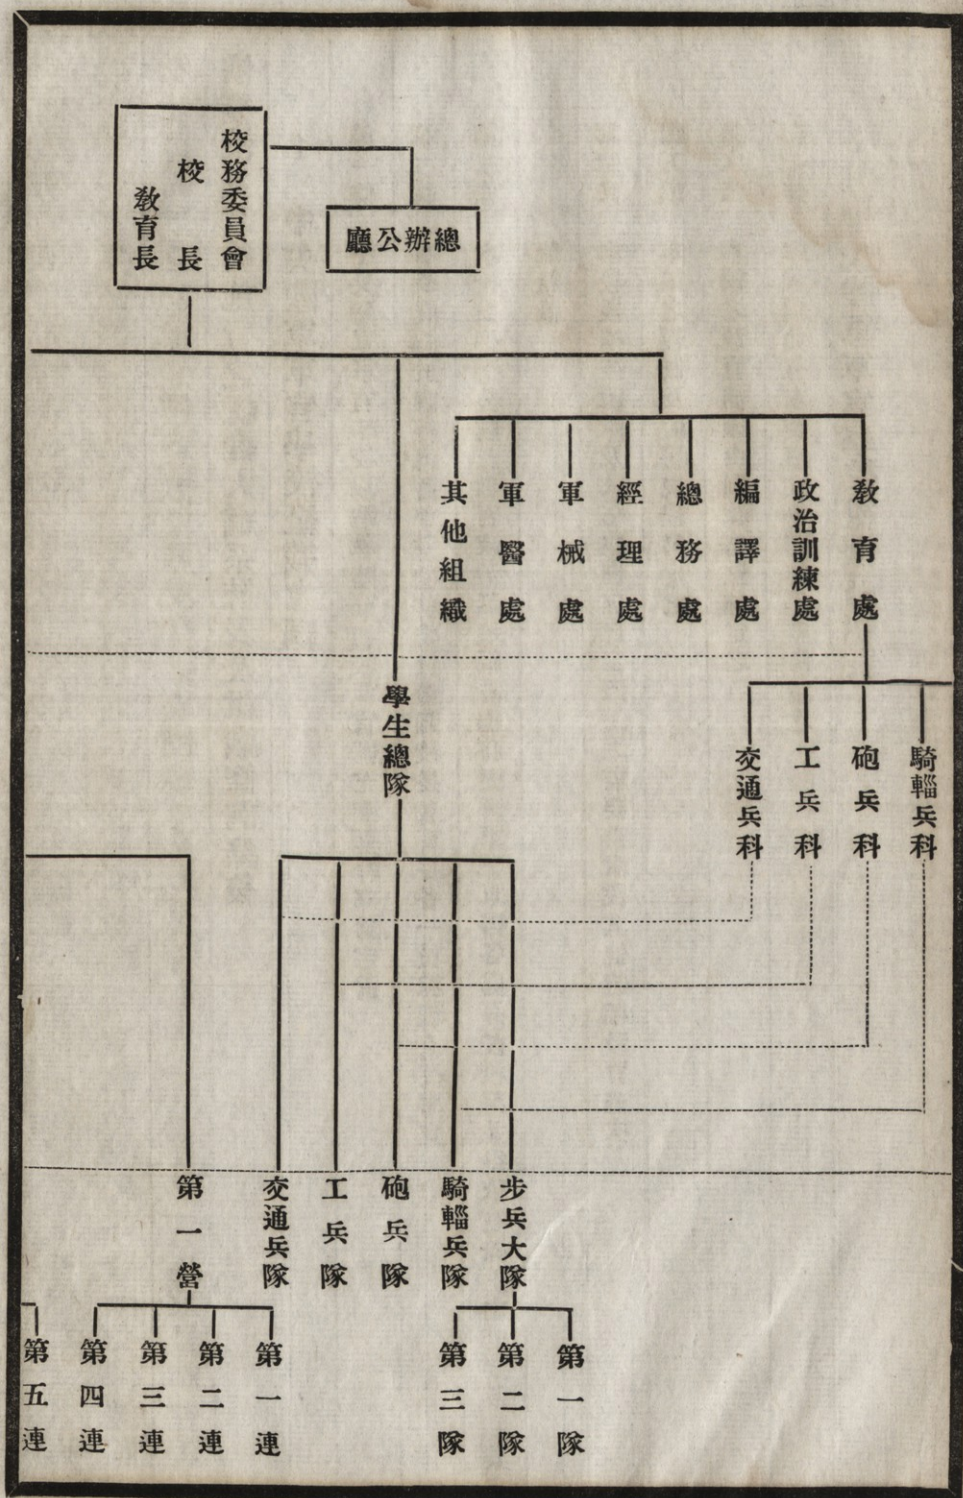 校務委員會
校長
教育長
總辦公廳
教育處
政治訓練處
編譯處
總務處
經理處
軍械處
軍醫處
其他組織
騎輜兵科
砲兵科
工兵科
交通兵科
學生總隊
步兵大隊
騎輜兵隊
砲兵隊
工兵隊
交通兵隊
第一營
第一隊
第二隊
第三隊
第一連
第二連
第三連
第四連
第五連